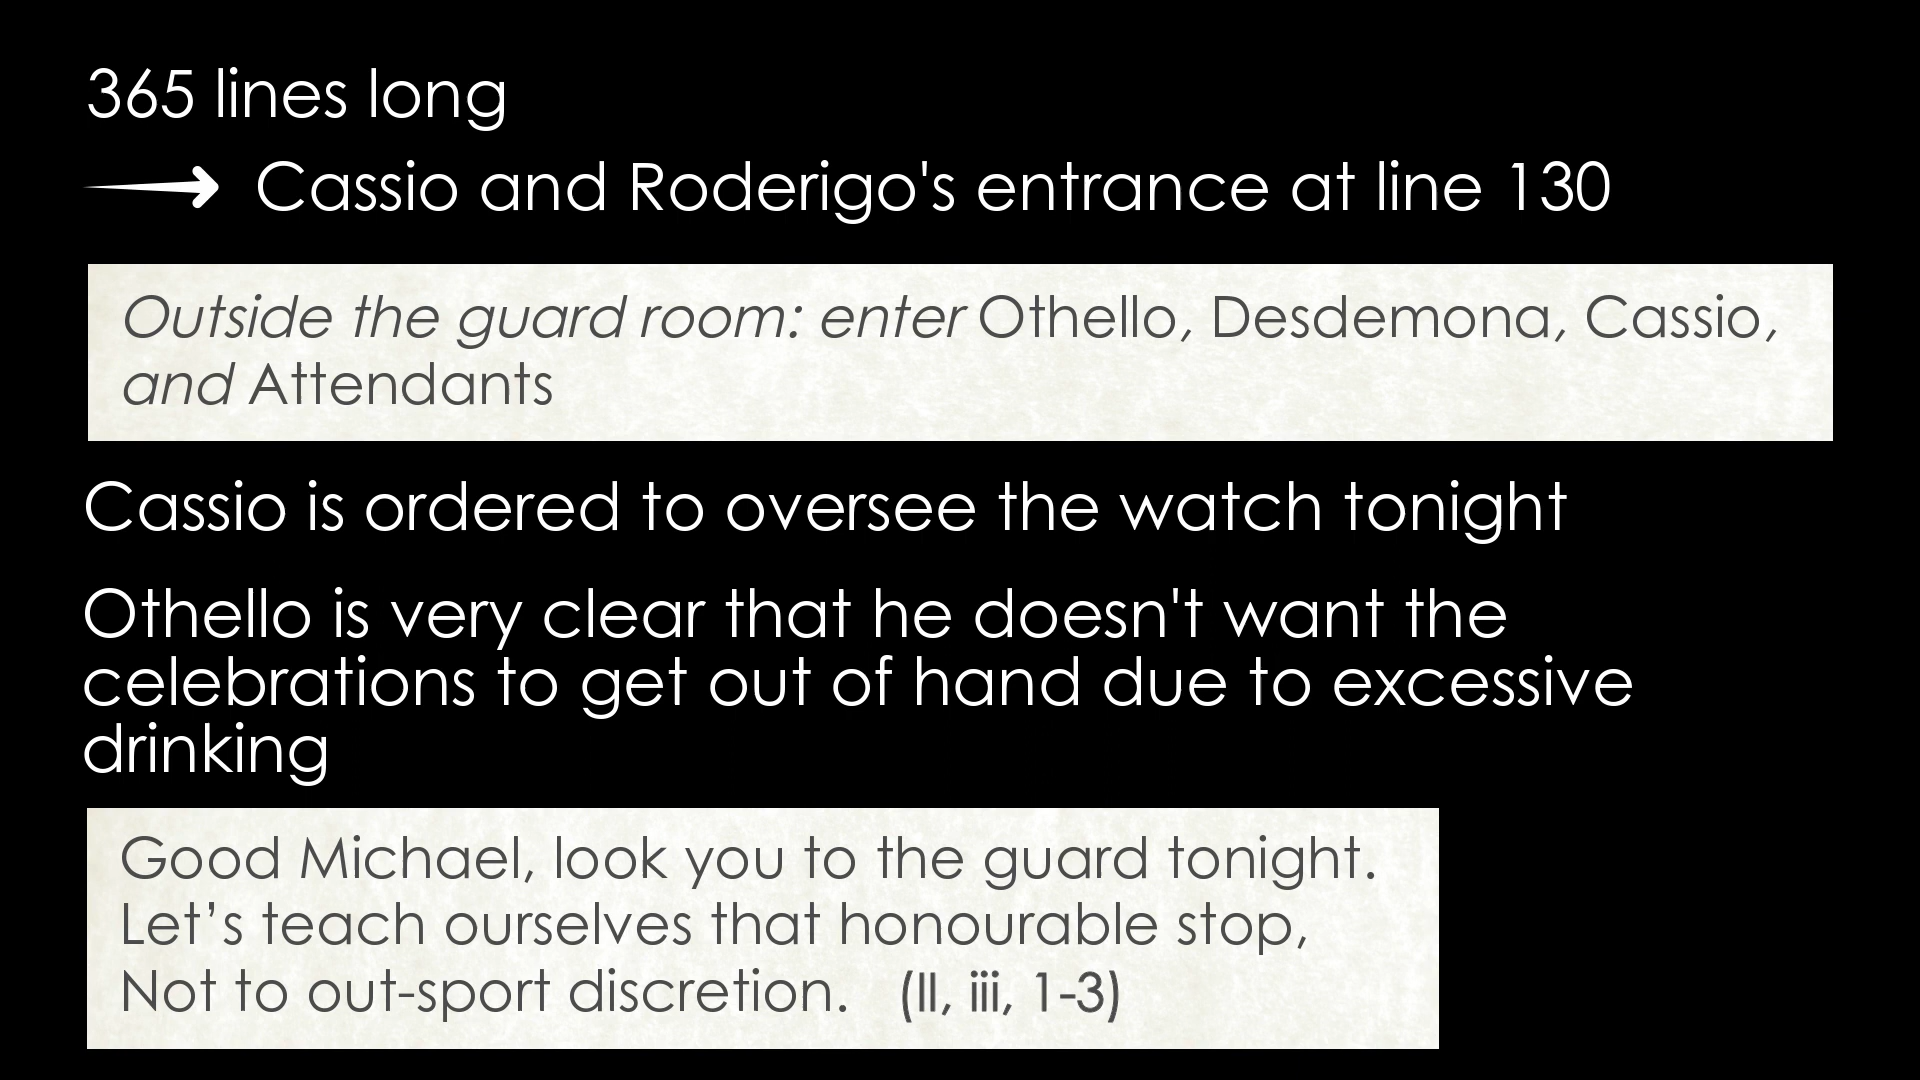 365 lines long
Cassio and Roderigo's entrance at line 130
Outside the guard room: enter Othello, Desdemona, Cassio,
and Attendants
Cassio is ordered to oversee the watch tonight
Othello is very clear that he doesn't want the
celebrations to get out of hand due to excessive
drinking
Good Michael, look you to the guard tonight.
Let’s teach ourselves that honourable stop,
Not to out-sport discretion. (II, iii, 1-3)